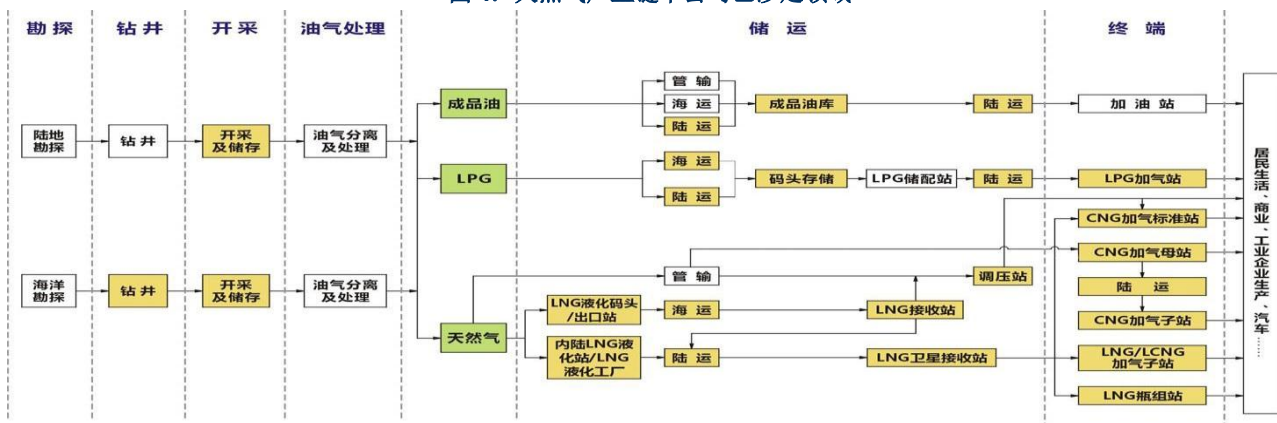 勘探
钻井
开采
油气处理
储运
终端
陆地
勘探
钻井
开采
及储存
油气分离
及处理
海洋
勘探
钻井
开采
及储存
油气分离
及处理
成品油
管输
海运
陆运
成品油库
陆运
加油站
LPG
海运
陆运
码头存储
LPG储配站
陆运
LPG加气站
天然气
管输
调压站
LNG液化码头
/出口站
海运
LNG接收站
内陆LNG液
化站/LNG
液化工厂
陆运
LNG卫星接收站
CNG加气标准站
CNG加气母站
陆运
CNG加气子站
LNG/LCNG
加气子站
LNG瓶组站
居民生活、商业、工业企业生产、汽车……